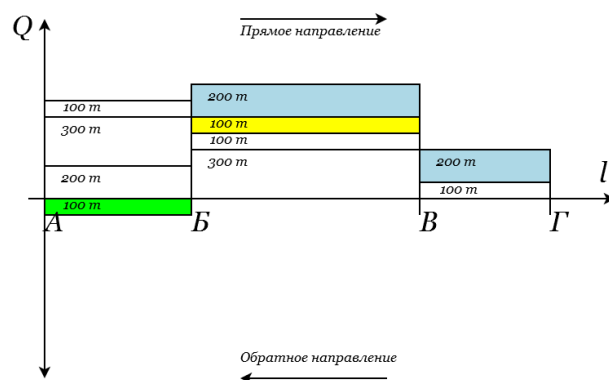 Q
Прямое направление
100 т
300 т
200 т
100 т
200 т
100 т
100 т
300 т
200 т
100 т
l
А
Б
В
Г
Обратное направление